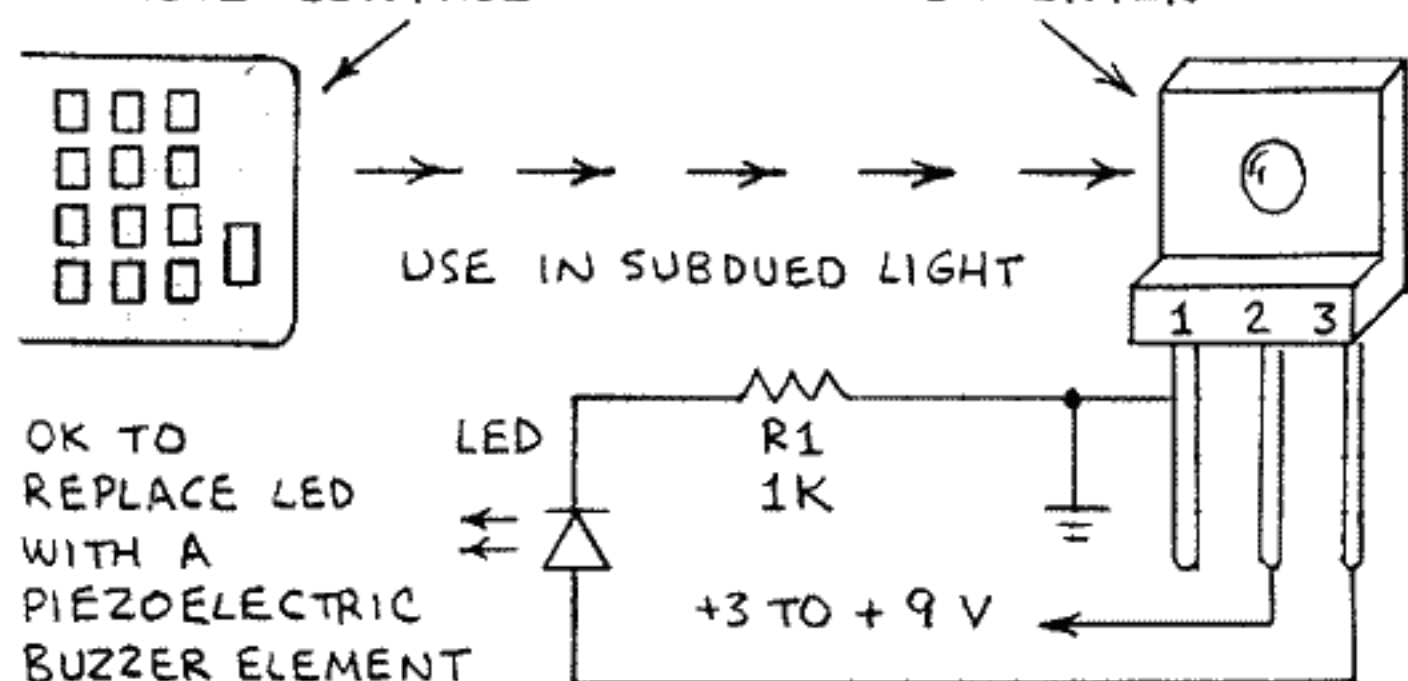 USE IN SUBDUED LIGHT
1 2 3
OK TO
REPLACE LED
WITH A
PIEZOELECTRIC
BUZZER ELEMENT
LED
R1
1K
+3 TO + 9 V